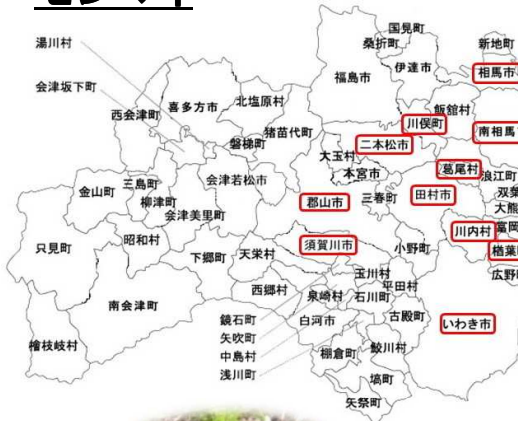 国見町
湯川村
桑折町
新地町
伊達市
相馬市
会津坂下町
福島市
喜多方市
北塩原村
飯舘村
西会津町
川俣町
南相馬
猪苗代町
磐梯町
二本松市
大玉村
本宮市
葛尾村
浪江町
三島町
会津若松市
金山町
柳津町
郡山市
三春町
田村市
双葉
大熊
会津美里町
川内村
富岡
昭和村
須賀川市
只見町
下郷町
天栄村
小野町
楢葉
玉川村
広野
平田村
西郷村
泉崎村
石川町
南会津町
鏡石町
白河市
古殿町
いわき市
矢吹町
檜枝岐村
中島村
棚倉町
鮫川村
浅川町
塙町
矢祭町